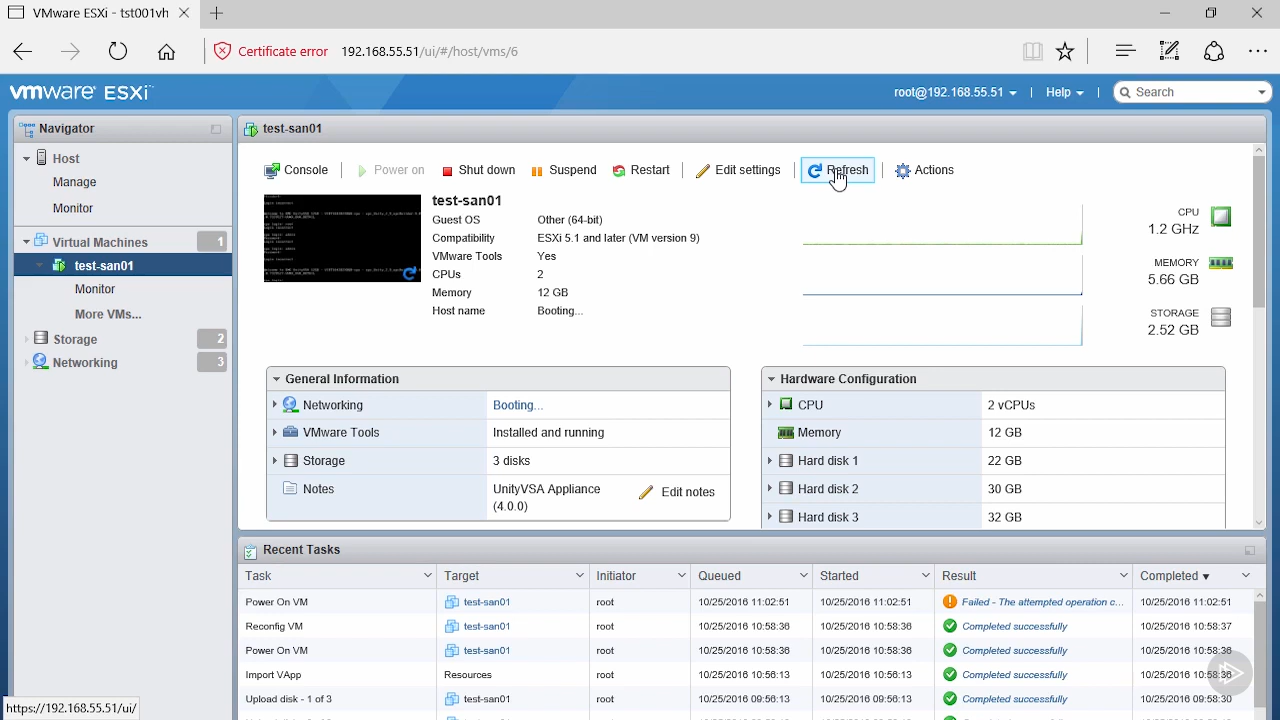 VMware ESXi - tst001vh
Certificate error 192.168.55.51/ui/#/host/vms/6
vmware ESXi
root@192.168.55.51 Help Search
Navigator
Host
Manage
Monitor
Virtual Machines 1
test-san01
Monitor
More VMs...
Storage 2
Networking 3
test-san01
Console Power on Shut down Suspend Restart Edit settings Refresh Actions
test-san01
Guest OS (64-bit)
Compatibility ESXi 5.1 and later (VM version 9)
VMware Tools Yes
CPUs 2
Memory 12 GB
Host name Booting...
CPU
1.2 GHZ
MEMORY
5.66 GB
STORAGE
2.52 GB
General Information
Networking Booting...
VMware Tools Installed and running
Storage 3 disks
Notes UnityVSA Appliance
(4.0.0)
Edit notes
Hardware Configuration
CPU 2 vCPUs
Memory 12 GB
Hard disk 1 22 GB
Hard disk 2 30 GB
Hard disk 3 32 GB
Recent Tasks
Task Target Initiator Queued Started Result Completed
Power On VM test-san01 root 10/25/2016 11:02:51 10/25/2016 11:02:51 Failed - The attempted operation c... 10/25/2016 11:02:51
Reconfig VM test-san01 root 10/25/2016 10:58:36 10/25/2016 10:58:36 Completed successfully 10/25/2016 10:58:37
Power On VM test-san01 root 10/25/2016 10:58:36 10/25/2016 10:58:36 Completed successfully 10/25/2016 10:58:36
Import VApp Resources root 10/25/2016 09:56:13 10/25/2016 09:56:13 Completed successfully 10/25/2016 10:58:36
Upload disk - 1 of 3 test-san01 root 10/25/2016 09:56:13 10/25/2016 09:56:13 Completed successfully 10/25/2016 09:58:30
https://192.168.55.51/ui/